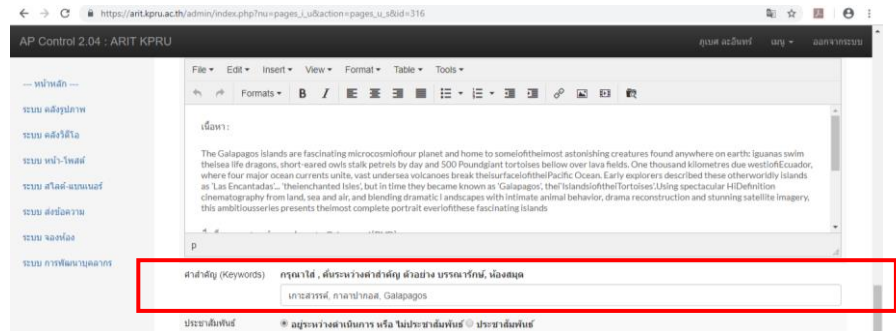 https://arit.kpru.ac.th/admin/index.php?nu=pages_i_u&action=pages_u_s&id=316
AP Control 2.04 : ARIT KPRU
ภูเบศ ละอินทร์ เมนู ออกจากระบบ
--- หน้าหลัก ---
ระบบ คลังรูปภาพ
ระบบ คลังวีดีโอ
ระบบ หน้า-โพสต์
ระบบ สไลด์-แบนเนอร์
ระบบ ส่งข้อความ
ระบบ จองห้อง
ระบบ การพัฒนาบุคลากร
File Edit Insert View Format Table Tools
Formats B I
เนื้อหา :
The Galapagos islands are fascinating microcosmiofiour planet and home to someiofitheimost astonishing creatures found anywhere on earth: iguanas swim
theisea life dragons, short-eared owls stalk petrels by day and 500 Poundgiant tortoises bellow over lava fields. One thousand kilometres due westiofiEcuador,
where four major ocean currents unite, vast undersea volcanoes break theisurfaceiofitheiPacific Ocean. Early explorers described these otherworldly islands
as 'Las Encantadas'... 'theienchanted Isles', but in time they became known as 'Galapagos', thei'IslandsiofitheiTortoises'.Using spectacular HiDefinition
cinematography from land, sea and air, and blending dramatic l andscapes with intimate animal behavior, drama reconstruction and stunning satellite imagery,
this ambitiousseries presents theimost complete portrait everiofithese fascinating islands
p
คำสำคัญ (Keywords) กรุณาใส่ , คั่นระหว่างคำสำคัญ ตัวอย่าง บรรณารักษ์, ห้องสมุด
เกาะสวรรค์, กาลาปากอส, Galapagos
ประชาสัมพันธ์ อยู่ระหว่างดำเนินการ หรือ ไม่ประชาสัมพันธ์ ประชาสัมพันธ์